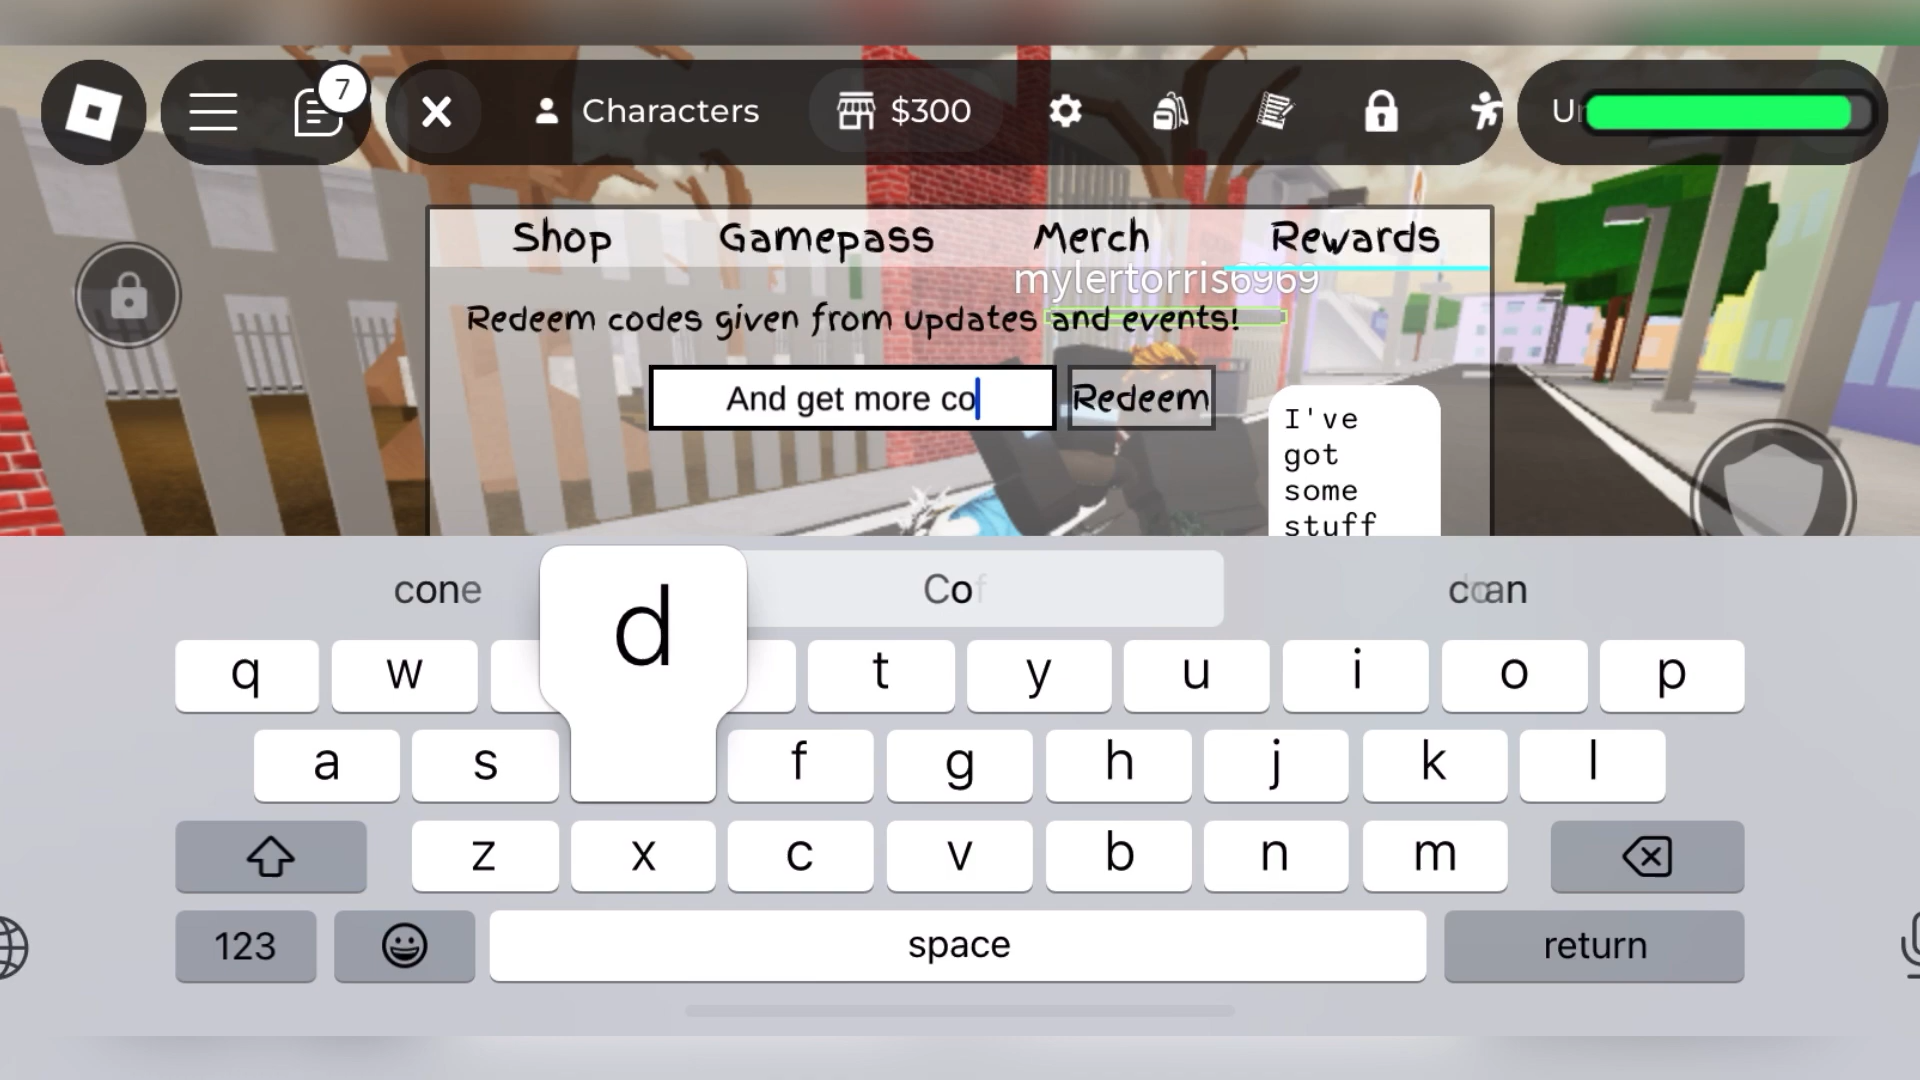 7
Characters
$300
Shop Gamepass Merch Rewards
mylertorris6969
Redeem codes given from updates and events!
And get more co
Redeem
I've
got
some
stuff
cone
Co
d
q w t y u i o p
a s f g h j k l
z x c v b n m
123
space
return